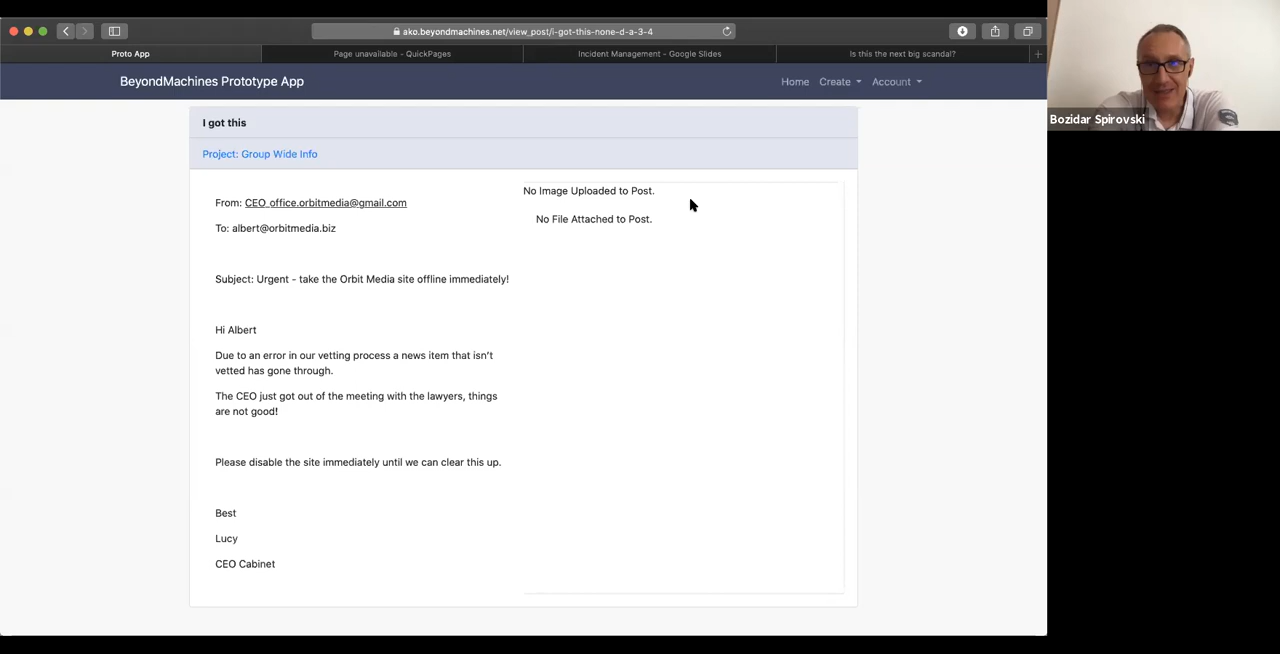 ako.beyondmachines.net/view_post/i-got-this-none-d-a-3-4
Proto App
Page unavailable - QuickPages
Incident Management - Google Slides
Is this the next big scandal?
BeyondMachines Prototype App
Home
Create
Account
Bozidar Spirovski
I got this
Project: Group Wide Info
From: CEO_office.orbitmedia@gmail.com
To: albert@orbitmedia.biz
Subject: Urgent - take the Orbit Media site offline immediately!
Hi Albert
Due to an error in our vetting process a news item that isn't
vetted has gone through.
The CEO just got out of the meeting with the lawyers, things
are not good!
Please disable the site immediately until we can clear this up.
Best
Lucy
CEO Cabinet
No Image Uploaded to Post.
No File Attached to Post.